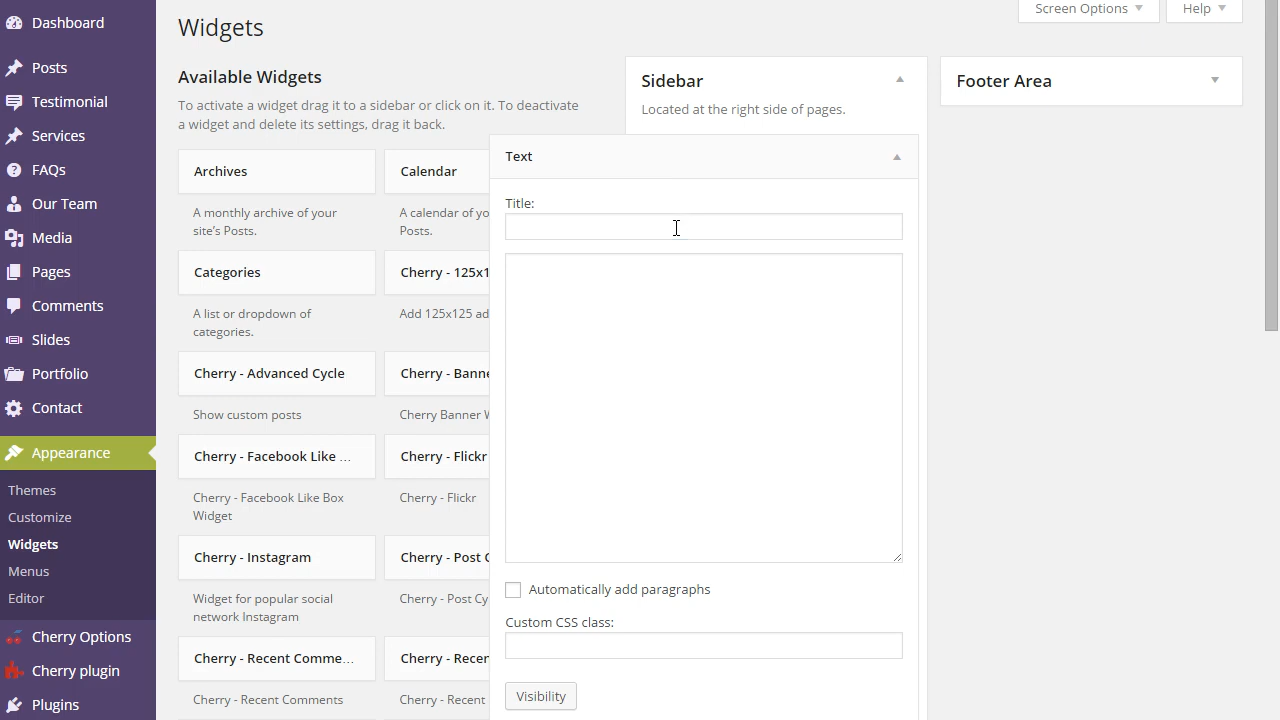 Dashboard
Posts
Testimonial
Services
FAQs
Our Team
Media
Pages
Comments
Slides
Portfolio
Contact
Appearance
Themes
Customize
Widgets
Menus
Editor
Cherry Options
Cherry plugin
Plugins
Screen Options
Help
Widgets
Available Widgets
To activate a widget drag it to a sidebar or click on it. To deactivate
a widget and delete its settings, drag it back.
Archives
A monthly archive of your
site's Posts.
Categories
A list or dropdown of
categories.
Cherry - Advanced Cycle
Show custom posts
Cherry - Facebook Like ...
Cherry - Facebook Like Box
Widget
Cherry - Instagram
Widget for popular social
network Instagram
Cherry - Recent Comme...
Cherry - Recent Comments
Calendar
A calendar of yo
Posts.
Cherry - 125x1
Add 125x125 ad
Cherry - Banne
Cherry Banner W
Cherry - Flickr
Cherry - Flickr
Cherry - Post C
Cherry - Post Cy
Cherry - Recen
Cherry - Recent
Sidebar
Located at the right side of pages.
Text
Title:
Automatically add paragraphs
Custom CSS class:
Visibility
Footer Area